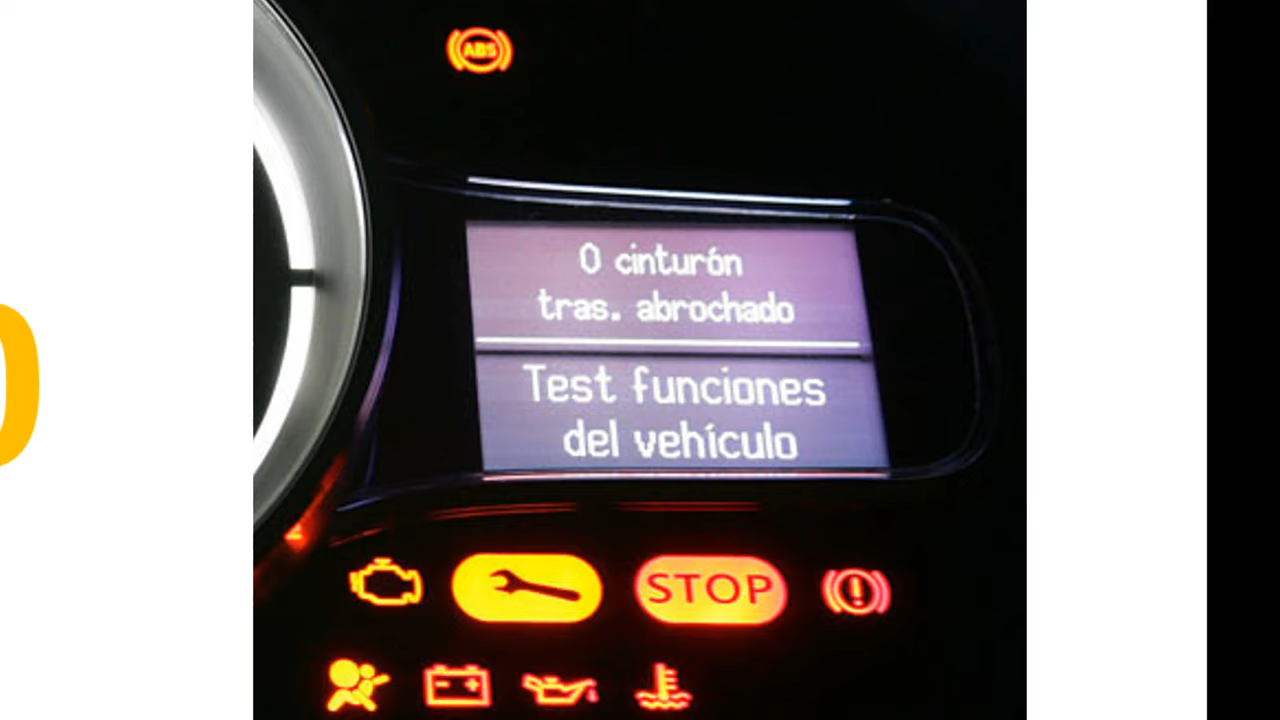 ABS
0 cinturón
tras. abrochado
Test funciones
del vehículo
STOP